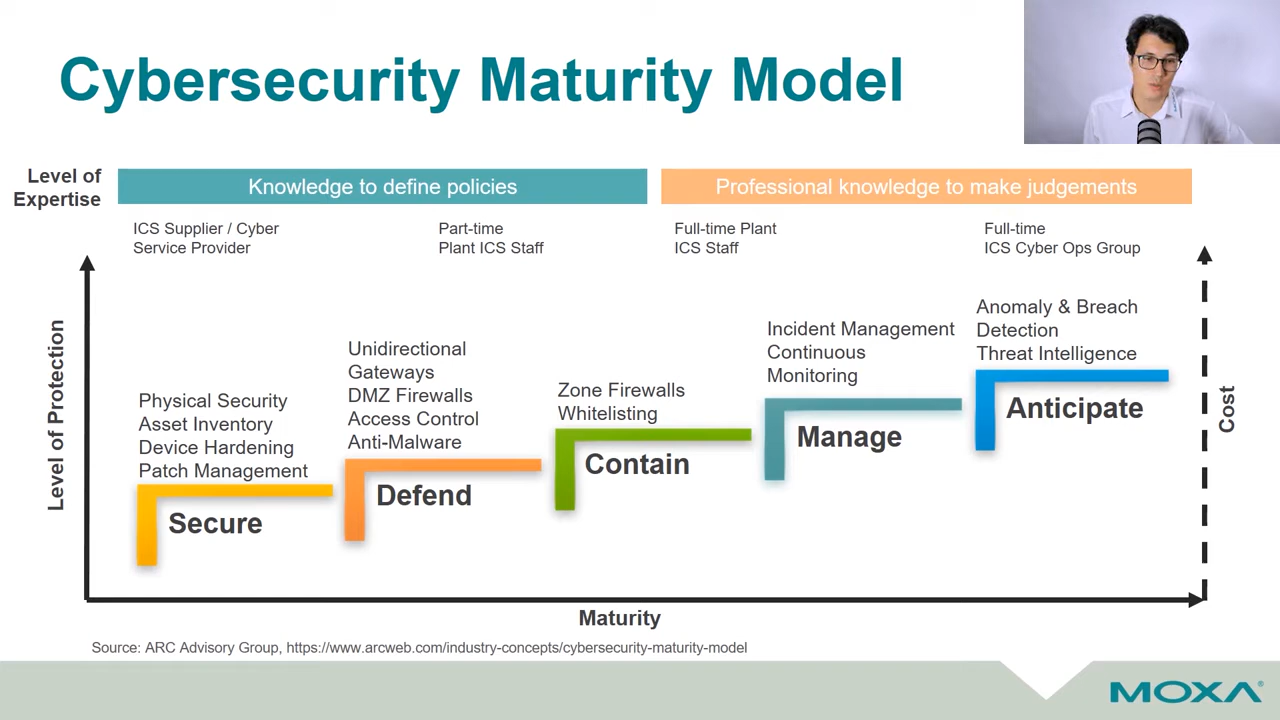 Cybersecurity Maturity Model
Level of
Expertise
Knowledge to define policies
Professional knowledge to make judgements
ICS Supplier / Cyber
Service Provider
Part-time
Plant ICS Staff
Full-time Plant
ICS Staff
Full-time
ICS Cyber Ops Group
Level of Protection
Physical Security
Asset Inventory
Device Hardening
Patch Management
Secure
Unidirectional
Gateways
DMZ Firewalls
Access Control
Anti-Malware
Defend
Zone Firewalls
Whitelisting
Contain
Incident Management
Continuous
Monitoring
Manage
Anomaly & Breach
Detection
Threat Intelligence
Anticipate
Cost
Maturity
Source: ARC Advisory Group, https://www.arcweb.com/industry-concepts/cybersecurity-maturity-model
MOXA®